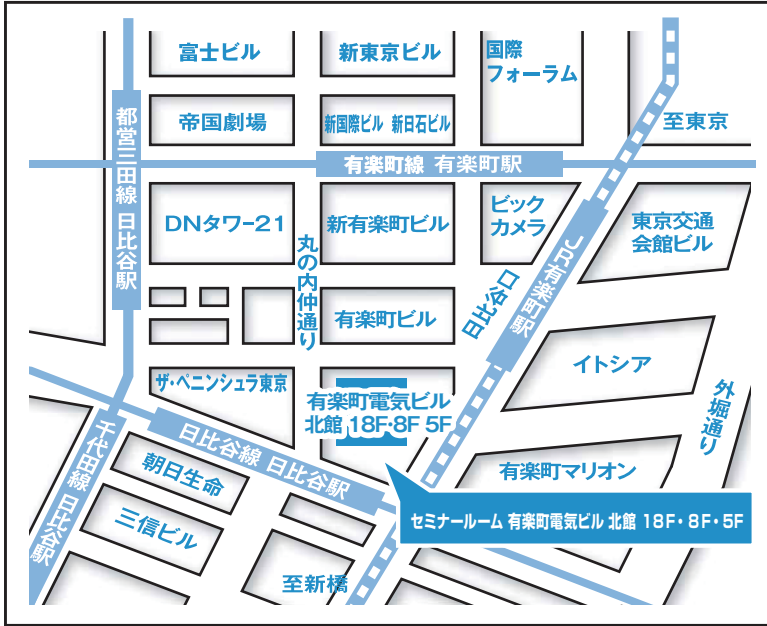 富士ビル
新東京ビル
国際
フォーラム
帝国劇場
新国際ビル 新日石ビル
至東京
都営三田線 日比谷駅
有楽町線 有楽町駅
DNタワー21
新有楽町ビル
ビック
カメラ
東京交通
会館ビル
丸の内仲通り
JR有楽町駅
日比谷口
有楽町ビル
イトシア
ザ・ペニンシュラ東京
有楽町電気ビル
北館 18F・8F 5F
外堀通り
千代田線 日比谷駅
日比谷線 日比谷駅
朝日生命
有楽町マリオン
三信ビル
セミナールーム 有楽町電気ビル 北館 18F・8F・5F
至新橋